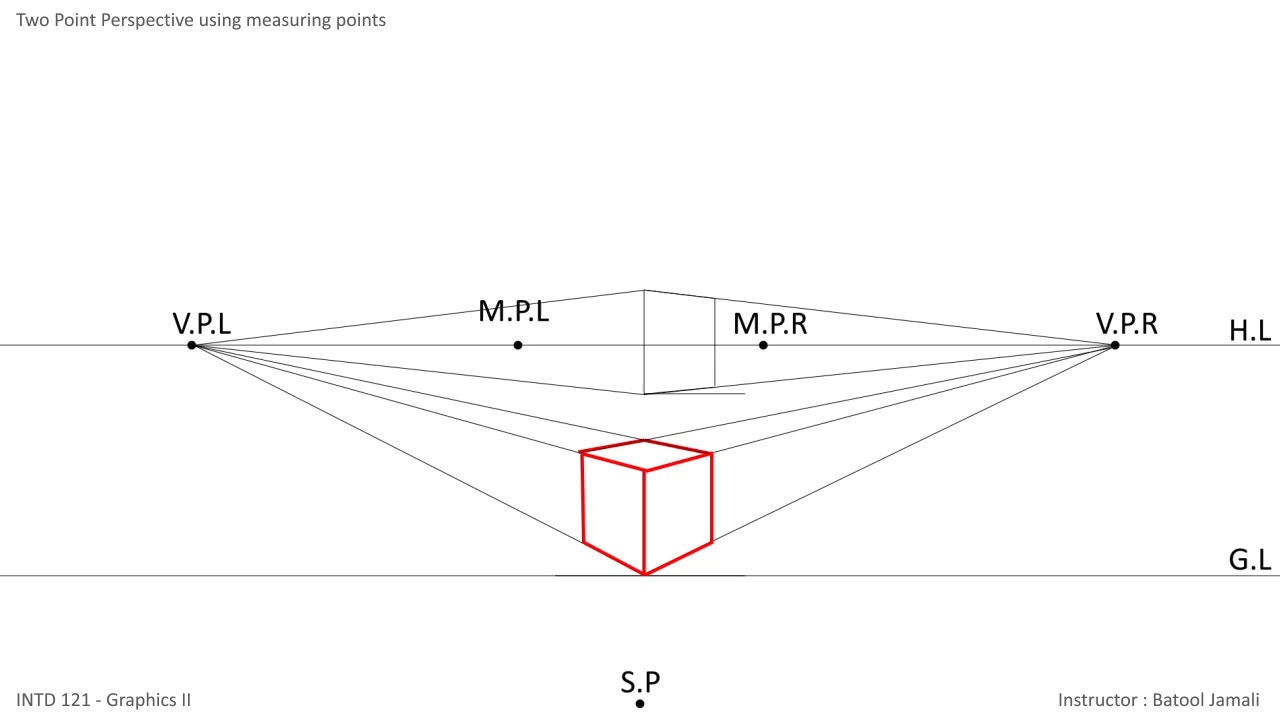 Two Point Perspective using measuring points
M.P.L
V.P.L
M.P.R
V.P.R
H.L
G.L
S.P
INTD 121 - Graphics II
Instructor : Batool Jamali